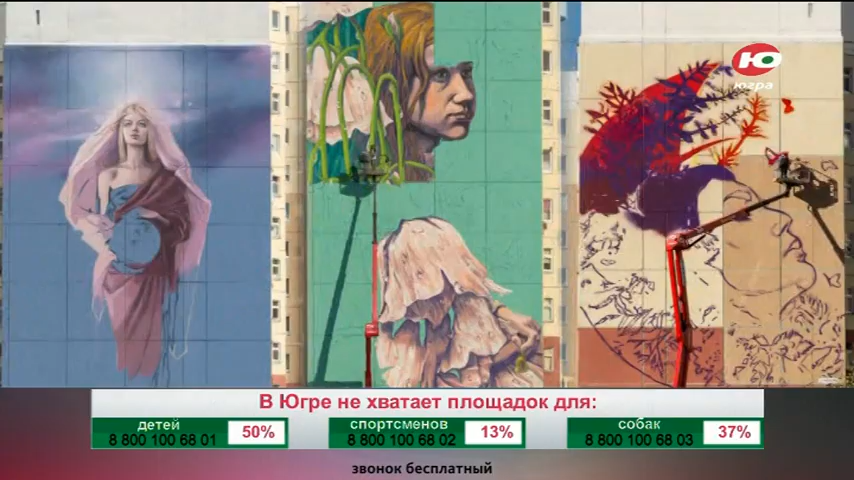 Ю
югра
В Югре не хватает площадок для:
детей
8 800 100 68 01
50%
спортсменов
8 800 100 68 02
13%
собак
8 800 100 68 03
37%
звонок бесплатный